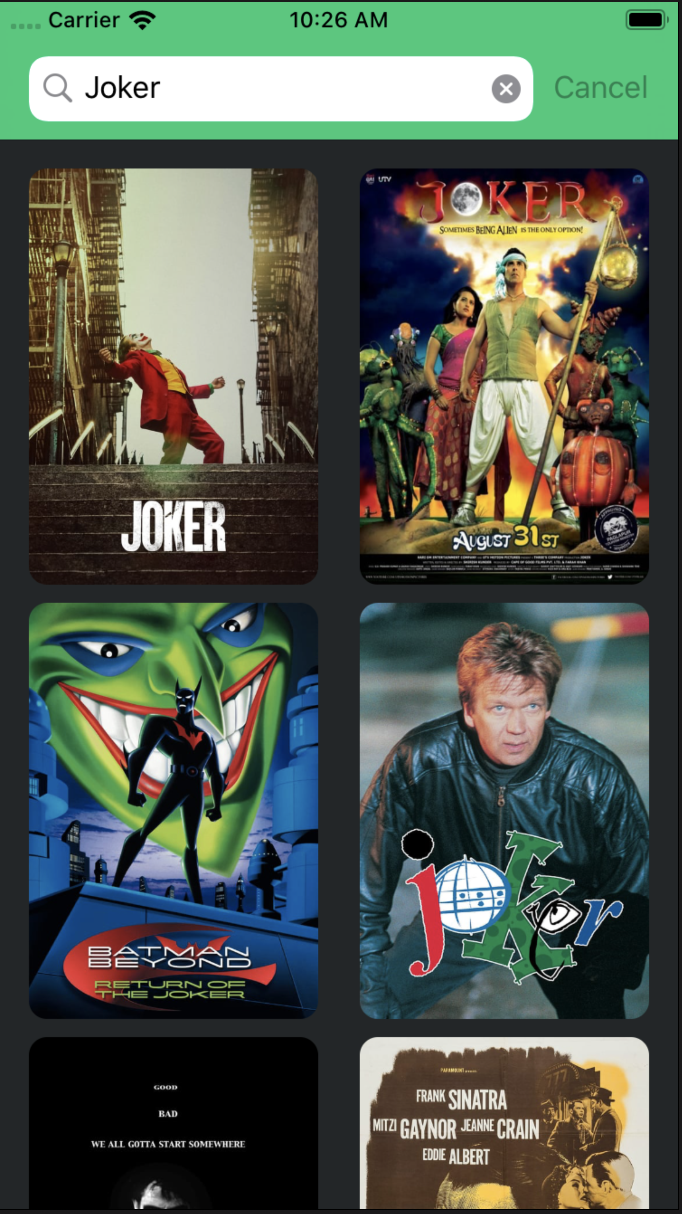 Carrier 10:26 AM
Joker Cancel
JOKER
UTV
JOKER
SOMETIMES BEING ALIEN IS THE ONLY OPTION!
AUGUST 31ST
BATMAN
BEYOND
RETURN OF
THE JOKER
joker
GOOD
BAD
WE ALL GOTTA START SOMEWHERE
FRANK SINATRA
MITZI GAYNOR JEANNE CRAIN
EDDIE ALBERT